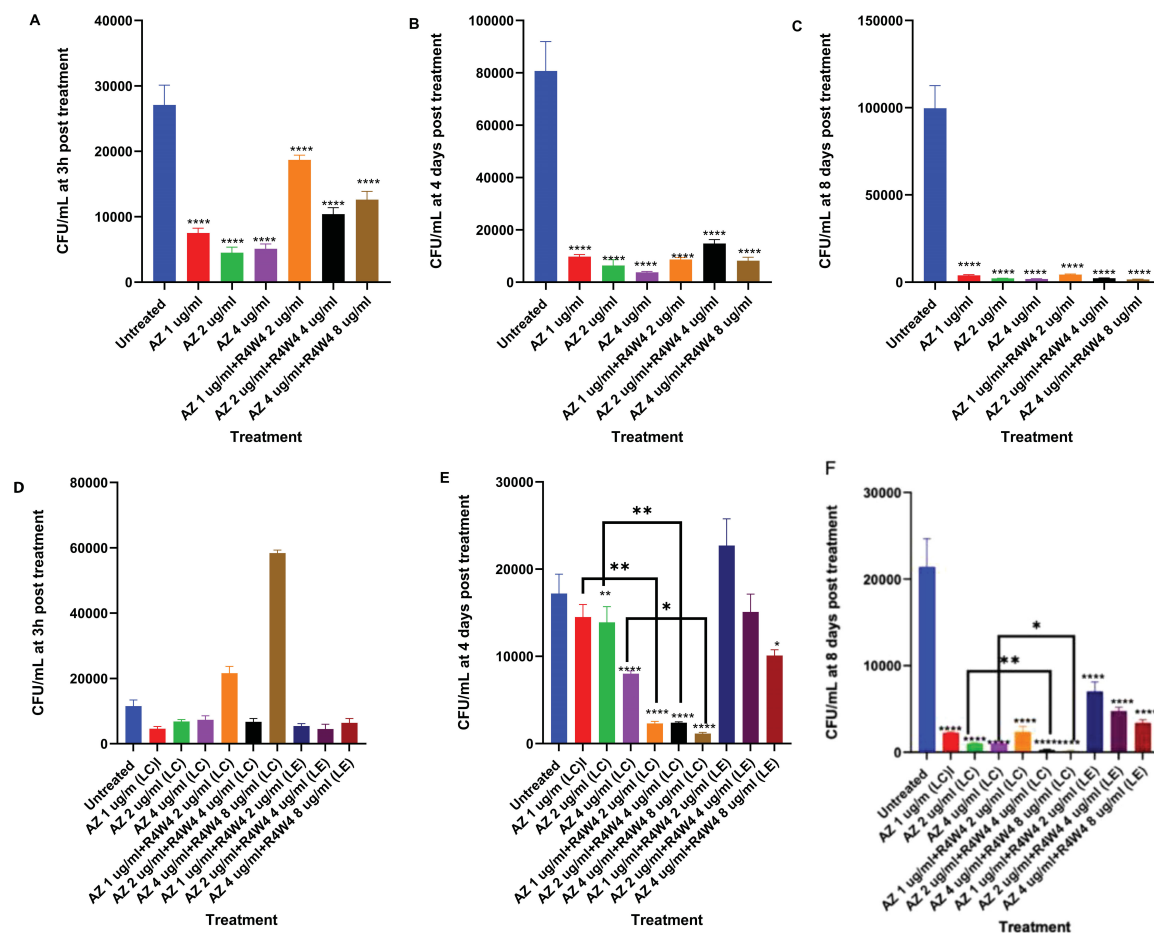 A
CFU/mL at 3h post treatment
40000
30000
20000
10000
0
****
****
****
****
****
****
Untreated
AZ 1 ug/ml
AZ 2 ug/ml
AZ 4 ug/ml
AZ 1 ug/ml+R4W4 2 ug/ml
AZ 2 ug/ml+R4W4 4 ug/ml
AZ 4 ug/ml+R4W4 8 ug/ml
Treatment
B
CFU/mL at 4 days post treatment
100000
80000
60000
40000
20000
0
****
****
****
****
****
****
Untreated
AZ 1 ug/ml
AZ 2 ug/ml
AZ 4 ug/ml
AZ 1 ug/ml+R4W4 2 ug/ml
AZ 2 ug/ml+R4W4 4 ug/ml
AZ 4 ug/ml+R4W4 8 ug/ml
Treatment
C
CFU/mL at 8 days post treatment
150000
100000
50000
0
****
****
****
****
****
****
Untreated
AZ 1 ug/ml
AZ 2 ug/ml
AZ 4 ug/ml
AZ 1 ug/ml+R4W4 2 ug/ml
AZ 2 ug/ml+R4W4 4 ug/ml
AZ 4 ug/ml+R4W4 8 ug/ml
Treatment
D
CFU/mL at 3h post treatment
80000
60000
40000
20000
0
Untreated
AZ 1 ug/m (LC)l
AZ 2 ug/ml (LC)
AZ 4 ug/ml (LC)
AZ 1 ug/ml+R4W4 2 ug/ml (LC)
AZ 2 ug/ml+R4W4 4 ug/ml (LC)
AZ 4 ug/ml+R4W4 8 ug/ml (LC)
AZ 1 ug/ml+R4W4 2 ug/ml (LE)
AZ 2 ug/ml+R4W4 4 ug/ml (LE)
AZ 4 ug/ml+R4W4 8 ug/ml (LE)
Treatment
E
CFU/mL at 4 days post treatment
30000
20000
10000
0
**
**
*
**
****
****
****
****
*
Untreated
AZ 1 ug/m (LC)l
AZ 2 ug/ml (LC)
AZ 4 ug/ml (LC)
AZ 1 ug/ml+R4W4 2 ug/ml (LC)
AZ 2 ug/ml+R4W4 4 ug/ml (LC)
AZ 4 ug/ml+R4W4 8 ug/ml (LC)
AZ 1 ug/ml+R4W4 2 ug/ml (LE)
AZ 2 ug/ml+R4W4 4 ug/ml (LE)
AZ 4 ug/ml+R4W4 8 ug/ml (LE)
Treatment
F
CFU/mL at 8 days post treatment
30000
20000
10000
0
*
**
****
****
****
****
****
****
****
****
****
Untreated
AZ 1 ug/m (LC)l
AZ 2 ug/ml (LC)
AZ 4 ug/ml (LC)
AZ 1 ug/ml+R4W4 2 ug/ml (LC)
AZ 2 ug/ml+R4W4 4 ug/ml (LC)
AZ 4 ug/ml+R4W4 8 ug/ml (LC)
AZ 1 ug/ml+R4W4 2 ug/ml (LE)
AZ 2 ug/ml+R4W4 4 ug/ml (LE)
AZ 4 ug/ml+R4W4 8 ug/ml (LE)
Treatment